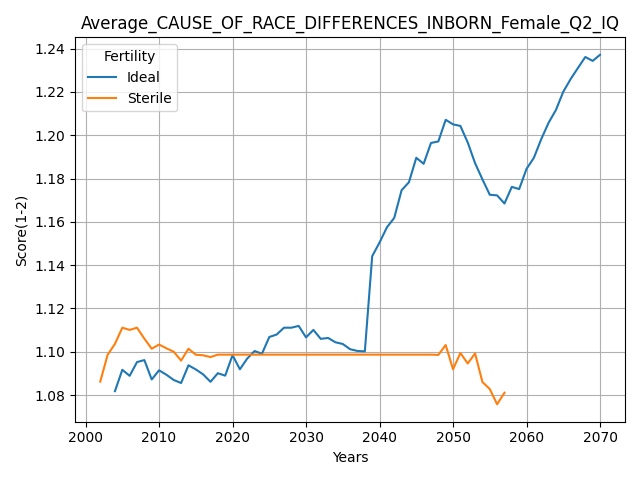 Average_CAUSE_OF_RACE_DIFFERENCES_INBORN_Female_Q2_IQ
Fertility
Ideal
Sterile
Score(1-2)
1.24
1.22
1.20
1.18
1.16
1.14
1.12
1.10
1.08
2000 2010 2020 2030 2040 2050 2060 2070
Years